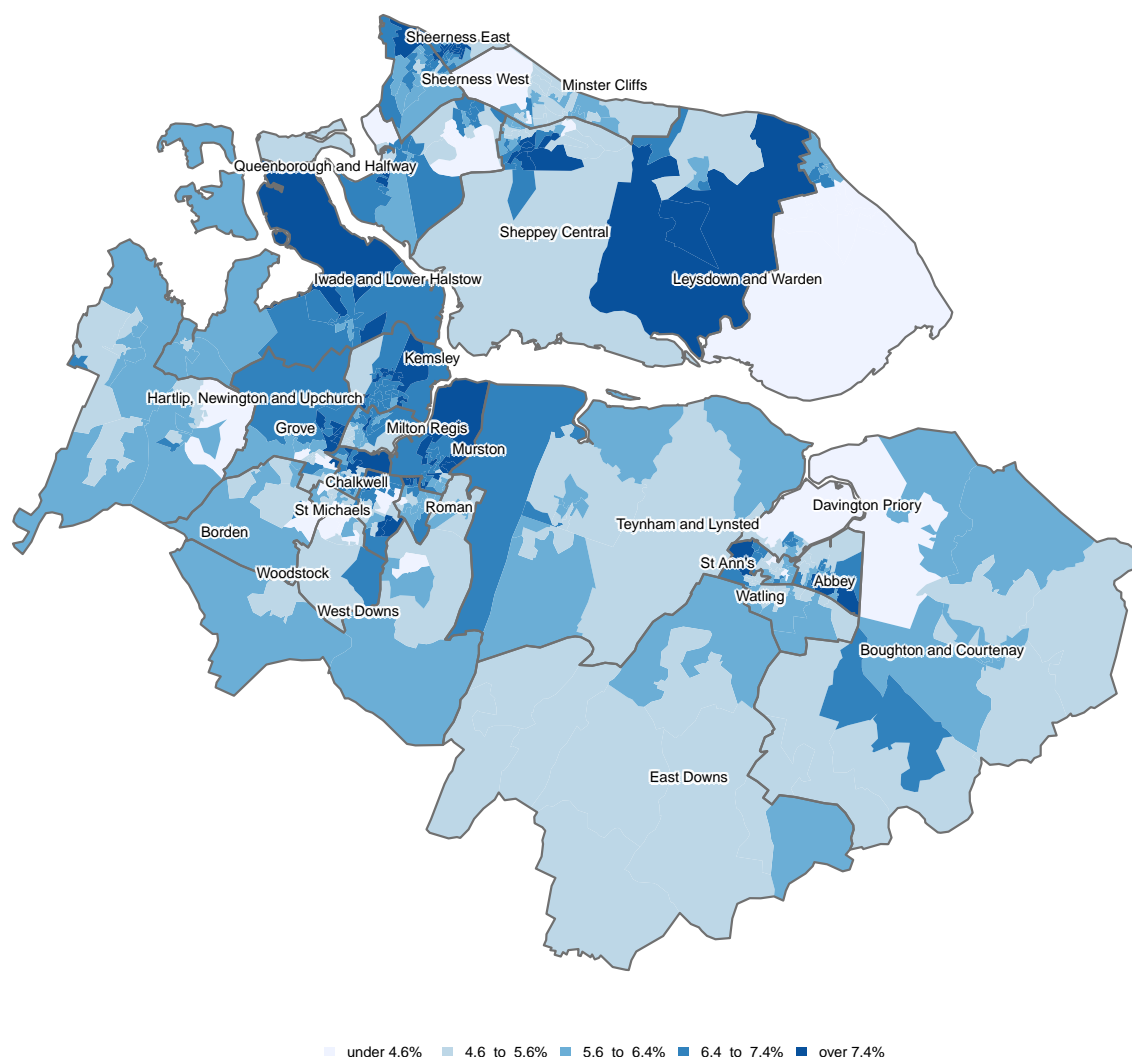 Sheerness East
Sheerness West
Minster Cliffs
Queenborough and Halfway
Sheppey Central
Iwade and Lower Halstow
Leysdown and Warden
Kemsley
Hartlip, Newington and Upchurch
Grove
Milton Regis
Murston
Chalkwell
St Michaels
Roman
Davington Priory
Teynham and Lynsted
Borden
St Ann's
Woodstock
Abbey
Watling
West Downs
Boughton and Courtenay
East Downs
under 4.6% 4.6 to 5.6% 5.6 to 6.4% 6.4 to 7.4% over 7.4%